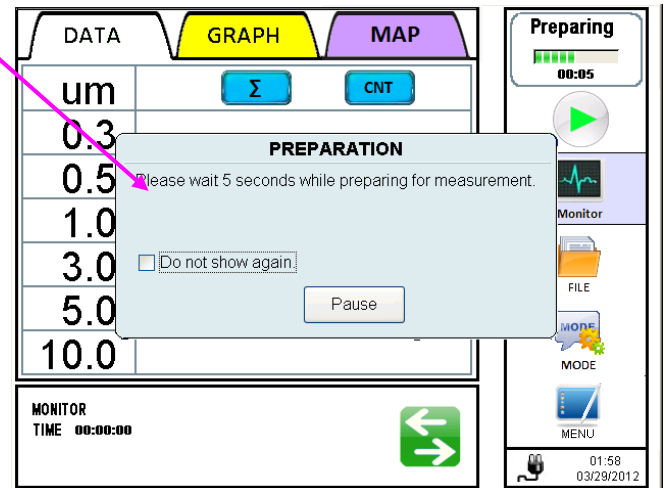 DATA
GRAPH
MAP
um
Σ
CNT
0.3
0.5
1.0
3.0
5.0
10.0
PREPARATION
Please wait 5 seconds while preparing for measurement.
Do not show again.
Pause
MONITOR
TIME 00:00:00
Preparing
00:05
Monitor
FILE
MODE
MODE
MENU
01:58
03/29/2012